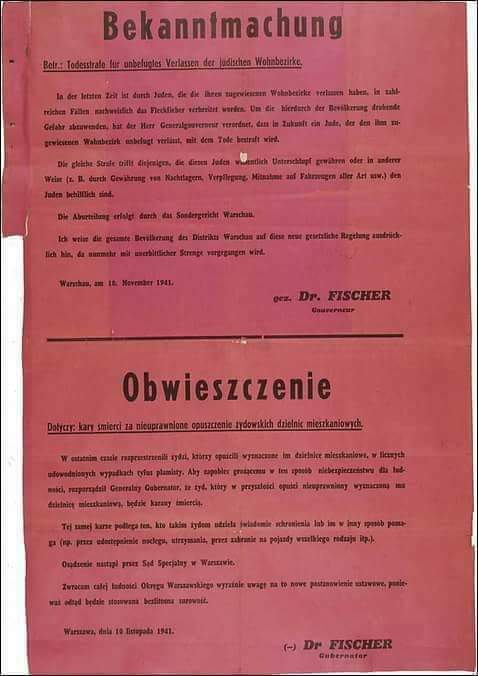 Bekanntmachung
Betr.: Todesstrafe für unbefugtes Verlassen der jüdischen Wohnbezirke.
In der letzten Zeit ist durch Juden, die die ihnen zugewiesenen Wohnbezirke verlassen haben, in zahl-
reichen Fällen nachweislich das Fleckfieber verbreitet worden. Um die hierdurch der Bevölkerung drohende
Gefahr abzuwenden, hat der Herr Generalgouverneur verordnet, dass in Zukunft ein Jude, der den ihm zu-
gewiesenen Wohnbezirk unbefugt verlässt, mit dem Tode bestraft wird.
Die gleiche Strafe trifft diejenigen, die diesen Juden wissentlich Unterschlupf gewähren oder in anderer
Weise (z. B. durch Gewährung von Nachtlagern, Verpflegung, Mitnahme auf Fahrzeugen aller Art usw.) den
Juden behilflich sind.
Die Aburteilung erfolgt durch das Sondergericht Warschau.
Ich weise die gesamte Bevölkerung des Distrikts Warschau auf diese neue gesetzliche Regelung ausdrück-
lich hin, da nunmehr mit unerbittlicher Strenge vorgegangen wird.
Warschau, am 10. November 1941.
gez. Dr. FISCHER
Gouverneur
Obwieszczenie
Dotyczy: kary śmierci za nieuprawnione opuszczenie żydowskich dzielnic mieszkaniowych.
W ostatnim czasie rozprzestrzenili żydzi, którzy opuścili wyznaczone im dzielnice mieszkaniowe, w licznych
udowodnionych wypadkach tyfus plamisty. Aby zapobiec grożącemu w ten sposób niebezpieczeństwu dla lud-
ności, rozporządził Generalny Gubernator, że żyd, który w przyszłości opuści nieuprawniony wyznaczoną mu
dzielnicę mieszkaniową, będzie karany śmiercią.
Tej samej karze podlega ten, kto takim żydom udziela świadomie schronienia lub im w inny sposób poma-
ga (np. przez udostępnienie noclegu, utrzymania, przez zabranie na pojazdy wszelkiego rodzaju itp.).
Osądzenie nastąpi przez Sąd Specjalny w Warszawie.
Zwracam całej ludności Okręgu Warszawskiego wyraźnie uwagę na to nowe postanowienie ustawowe, ponie-
waż odtąd będzie stosowana bezlitosna surowość.
Warszawa, dnia 10 listopada 1941.
(—) Dr FISCHER
Gubernator